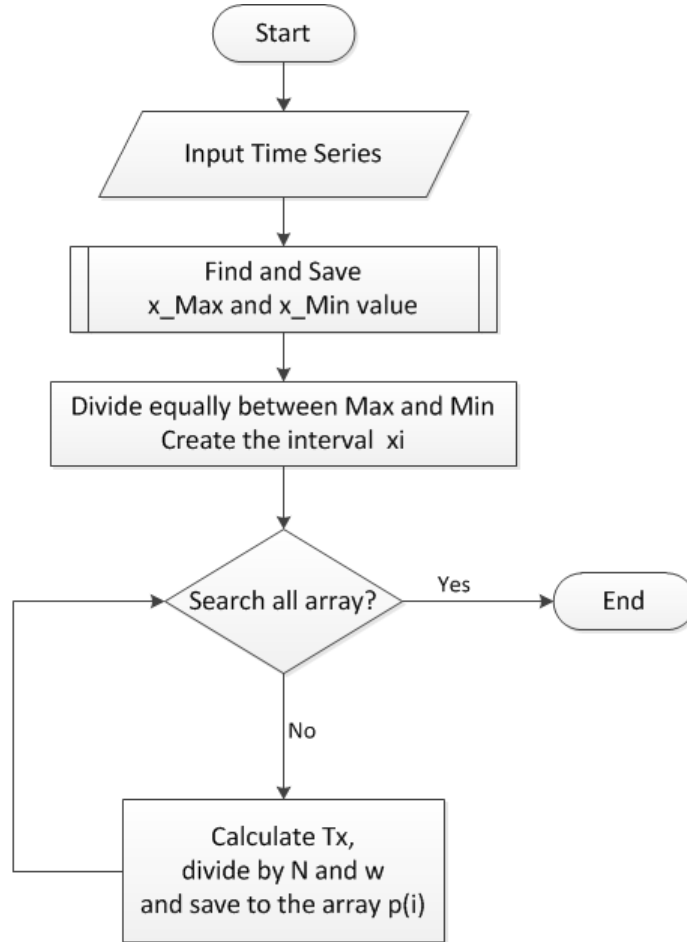 Start
Input Time Series
Find and Save
x_Max and x_Min value
Divide equally between Max and Min
Create the interval xi
Search all array?
Yes
End
No
Calculate Tx,
divide by N and w
and save to the array p(i)